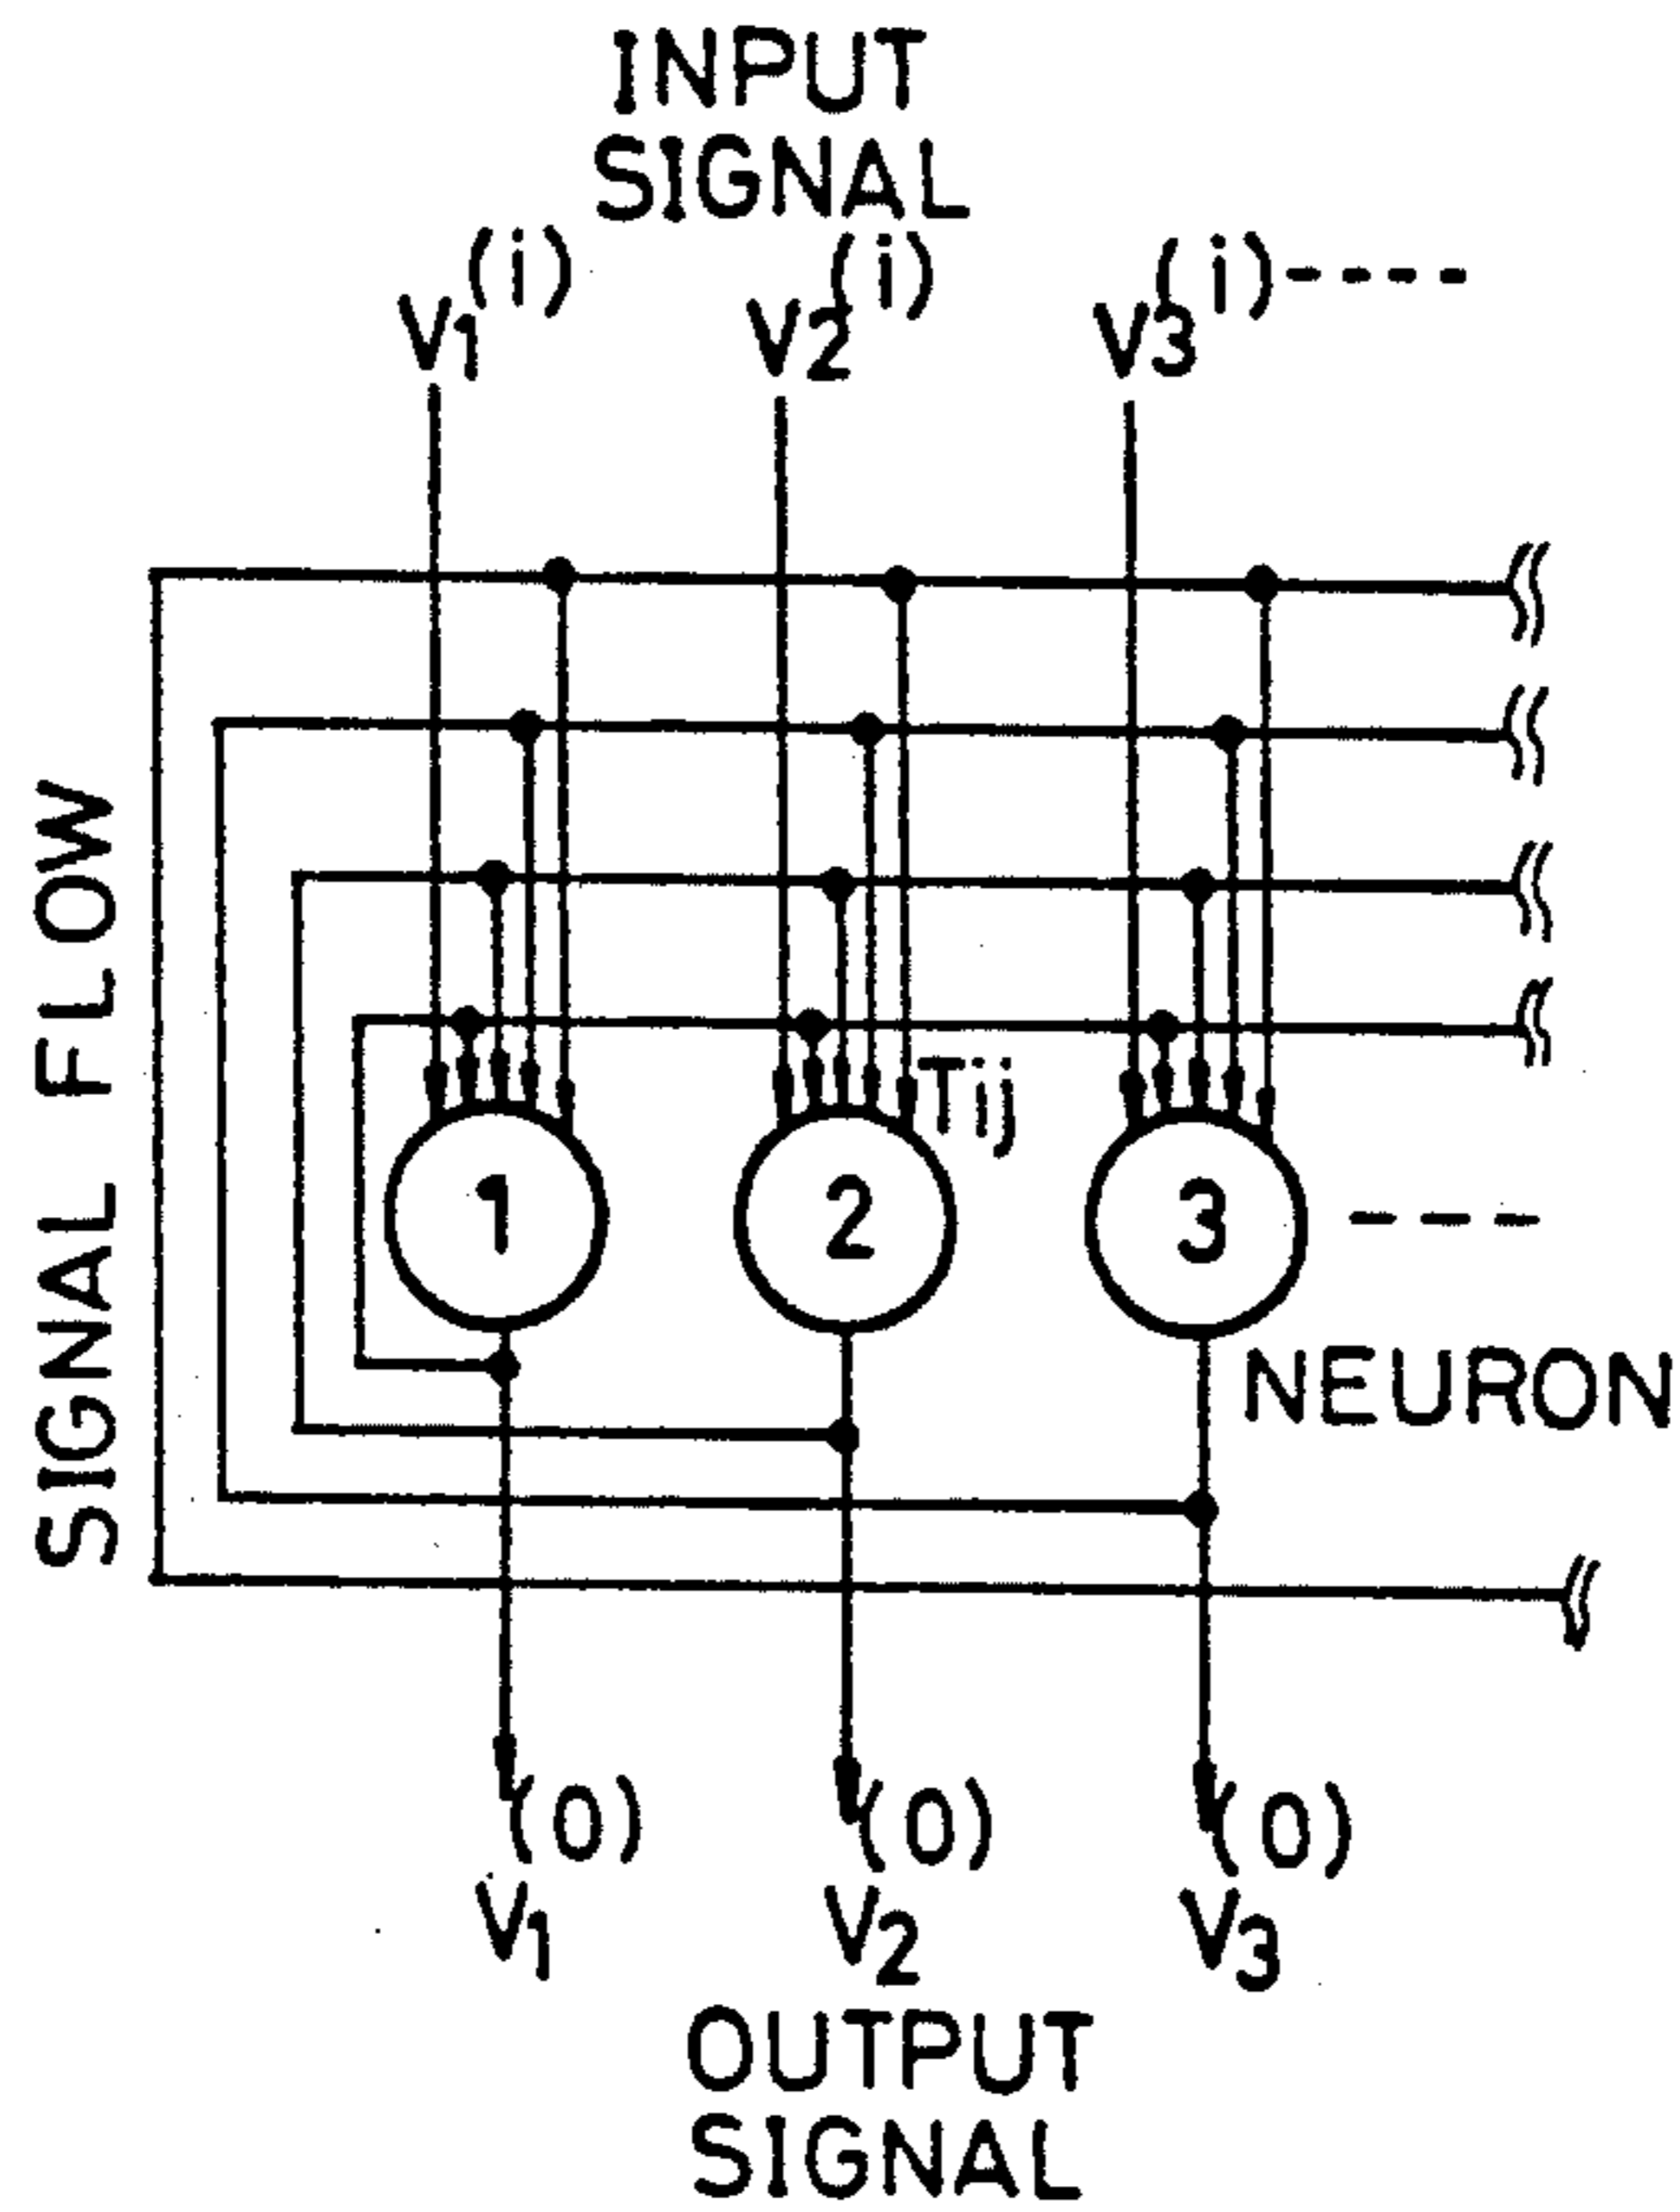 INPUT
SIGNAL
V1(i) V2(i) V3(i) ----
SIGNAL FLOW
Tij
1 2 3 ----
NEURON
V1(0) V2(0) V3(0)
OUTPUT
SIGNAL